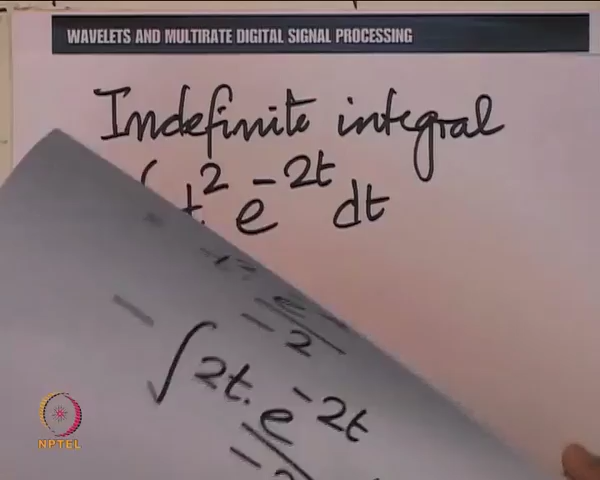 WAVELETS AND MULTIRATE DIGITAL SIGNAL PROCESSING
Indefinite integral
∫ t² e^{-2t} dt
- ∫ 2t. e^{-2t}
-2
NPTEL